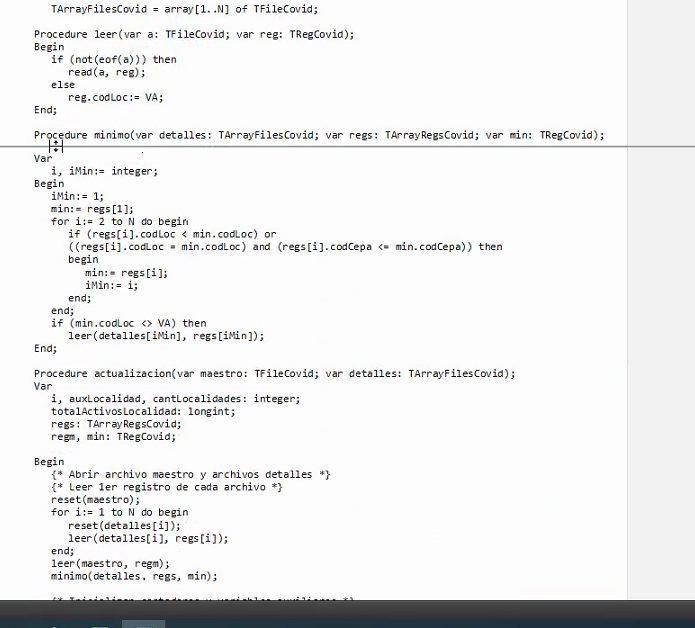 TArrayFilesCovid = array[1..N] of TFileCovid;
Procedure leer(var a: TFileCovid; var reg: TRegCovid);
Begin
if (not(eof(a))) then
read(a, reg);
else
reg.codLoc:= VA;
End;
Procedure minimo(var detalles: TArrayFilesCovid; var regs: TArrayRegsCovid; var min: TRegCovid);
Var
i, iMin:= integer;
Begin
iMin:= 1;
min:= regs[1];
for i:= 2 to N do begin
if (regs[i].codLoc < min.codLoc) or
((regs[i].codLoc = min.codLoc) and (regs[i].codCepa <= min.codCepa)) then
begin
min:= regs[i];
iMin:= i;
end;
end;
if (min.codLoc <> VA) then
leer(detalles[iMin], regs[iMin]);
End;
Procedure actualizacion(var maestro: TFileCovid; var detalles: TArrayFilesCovid);
Var
i, auxLocalidad, cantLocalidades: integer;
totalActivosLocalidad: longint;
regs: TArrayRegsCovid;
regm, min: TRegCovid;
Begin
{* Abrir archivo maestro y archivos detalles *}
{* Leer 1er registro de cada archivo *}
reset(maestro);
for i:= 1 to N do begin
reset(detalles[i]);
leer(detalles[i], regs[i]);
end;
leer(maestro, regm);
minimo(detalles, regs, min);